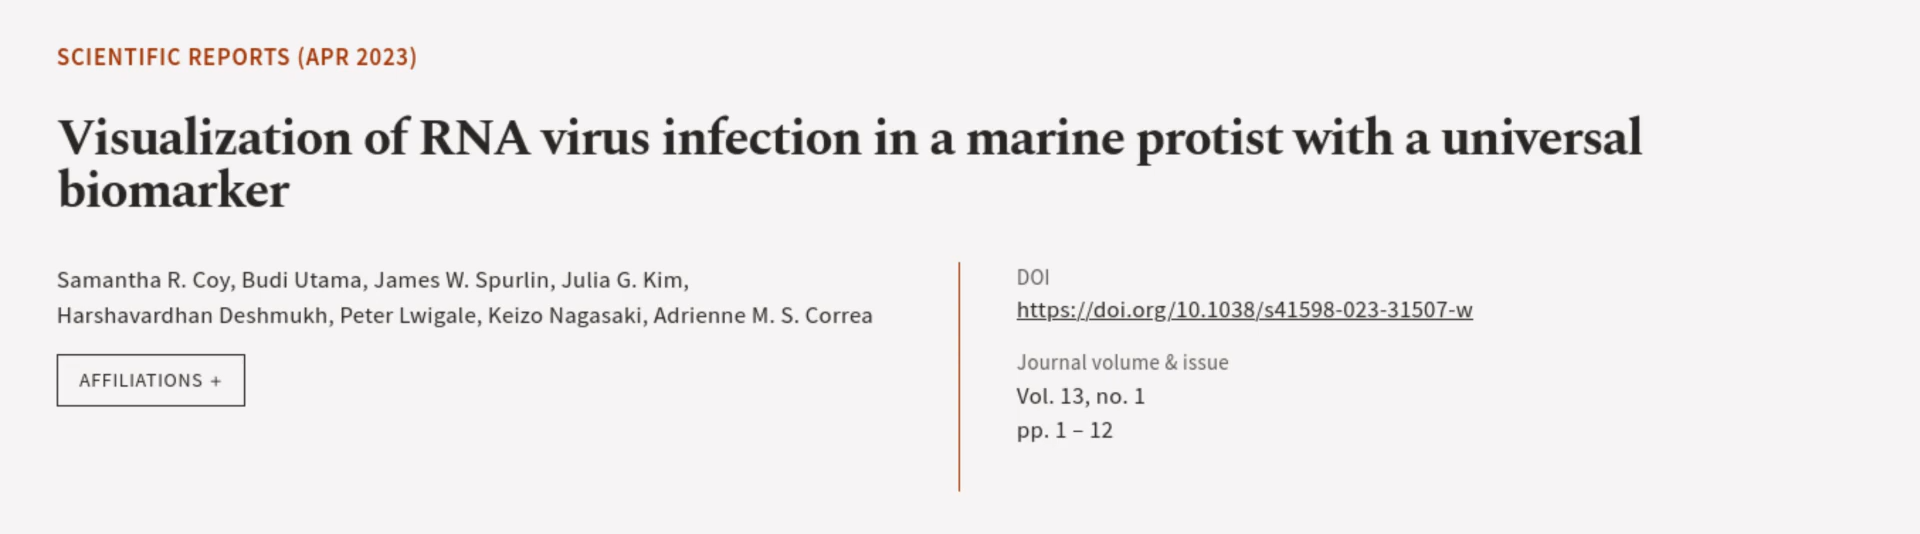 SCIENTIFIC REPORTS (APR 2023)
Visualization of RNA virus infection in a marine protist with a universal
biomarker
Samantha R. Coy, Budi Utama, James W. Spurlin, Julia G. Kim,
Harshavardhan Deshmukh, Peter Lwigale, Keizo Nagasaki, Adrienne M. S. Correa
AFFILIATIONS +
DOI
https://doi.org/10.1038/s41598-023-31507-w
Journal volume & issue
Vol. 13, no. 1
pp. 1 – 12